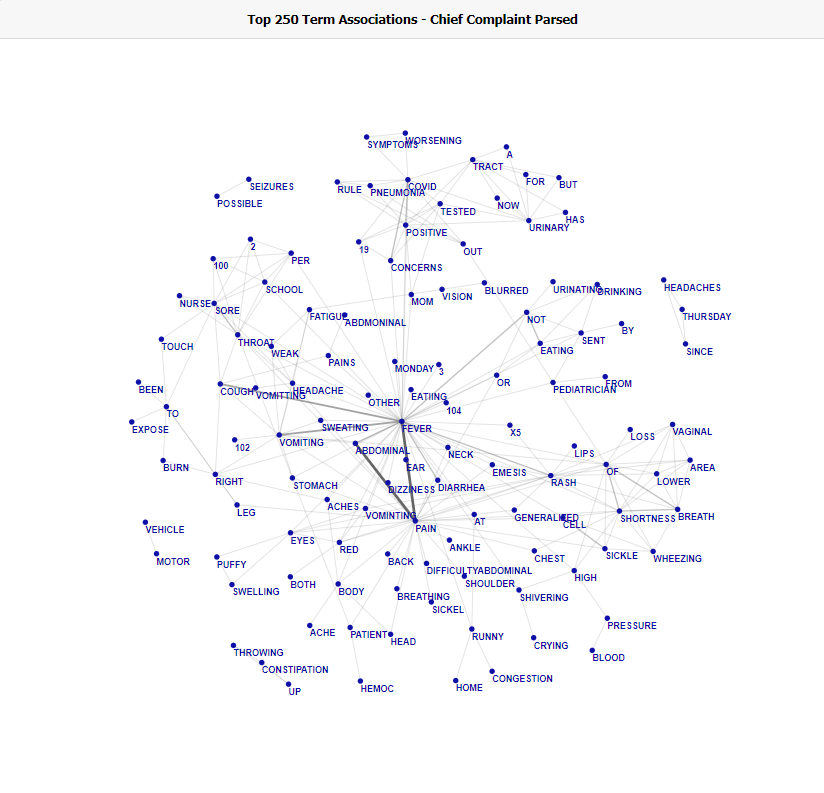 Top 250 Term Associations - Chief Complaint Parsed
WORSENING
SYMPTOMS
A
TRACT
SEIZURES
RULE
PNEUMONIA
COVID
FOR
BUT
POSSIBLE
TESTED
NOW
HAS
URINARY
POSITIVE
2
19
OUT
PER
100
CONCERNS
SCHOOL
MOM
VISION
BLURRED
URINATING
DRINKING
HEADACHES
NURSE
SORE
FATIGUE
ABDMONINAL
NOT
THURSDAY
BY
TOUCH
THROAT
WEAK
EATING
SENT
SINCE
PAINS
MONDAY
3
BEEN
COUGH
VOMITTING
HEADACHE
OTHER
EATING
OR
PEDIATRICIAN
FROM
104
TO
EXPOSE
SWEATING
FEVER
X5
LOSS
VAGINAL
102
VOMITING
ABDOMINAL
NECK
LIPS
BURN
RIGHT
STOMACH
EAR
DIZZINESS
DIARRHEA
EMESIS
RASH
OF
LOWER
AREA
LEG
ACHES
VOMINTING
PAIN
AT
GENERALIZED
CELL
SHORTNESS
BREATH
VEHICLE
EYES
RED
ANKLE
MOTOR
PUFFY
BACK
CHEST
SICKLE
WHEEZING
SWELLING
BOTH
BODY
DIFFICULTYABDOMINAL
SHOULDER
HIGH
BREATHING
SHIVERING
SICKEL
ACHE
PATIENT
HEAD
RUNNY
CRYING
PRESSURE
THROWING
CONSTIPATION
BLOOD
UP
HEMOC
HOME
CONGESTION